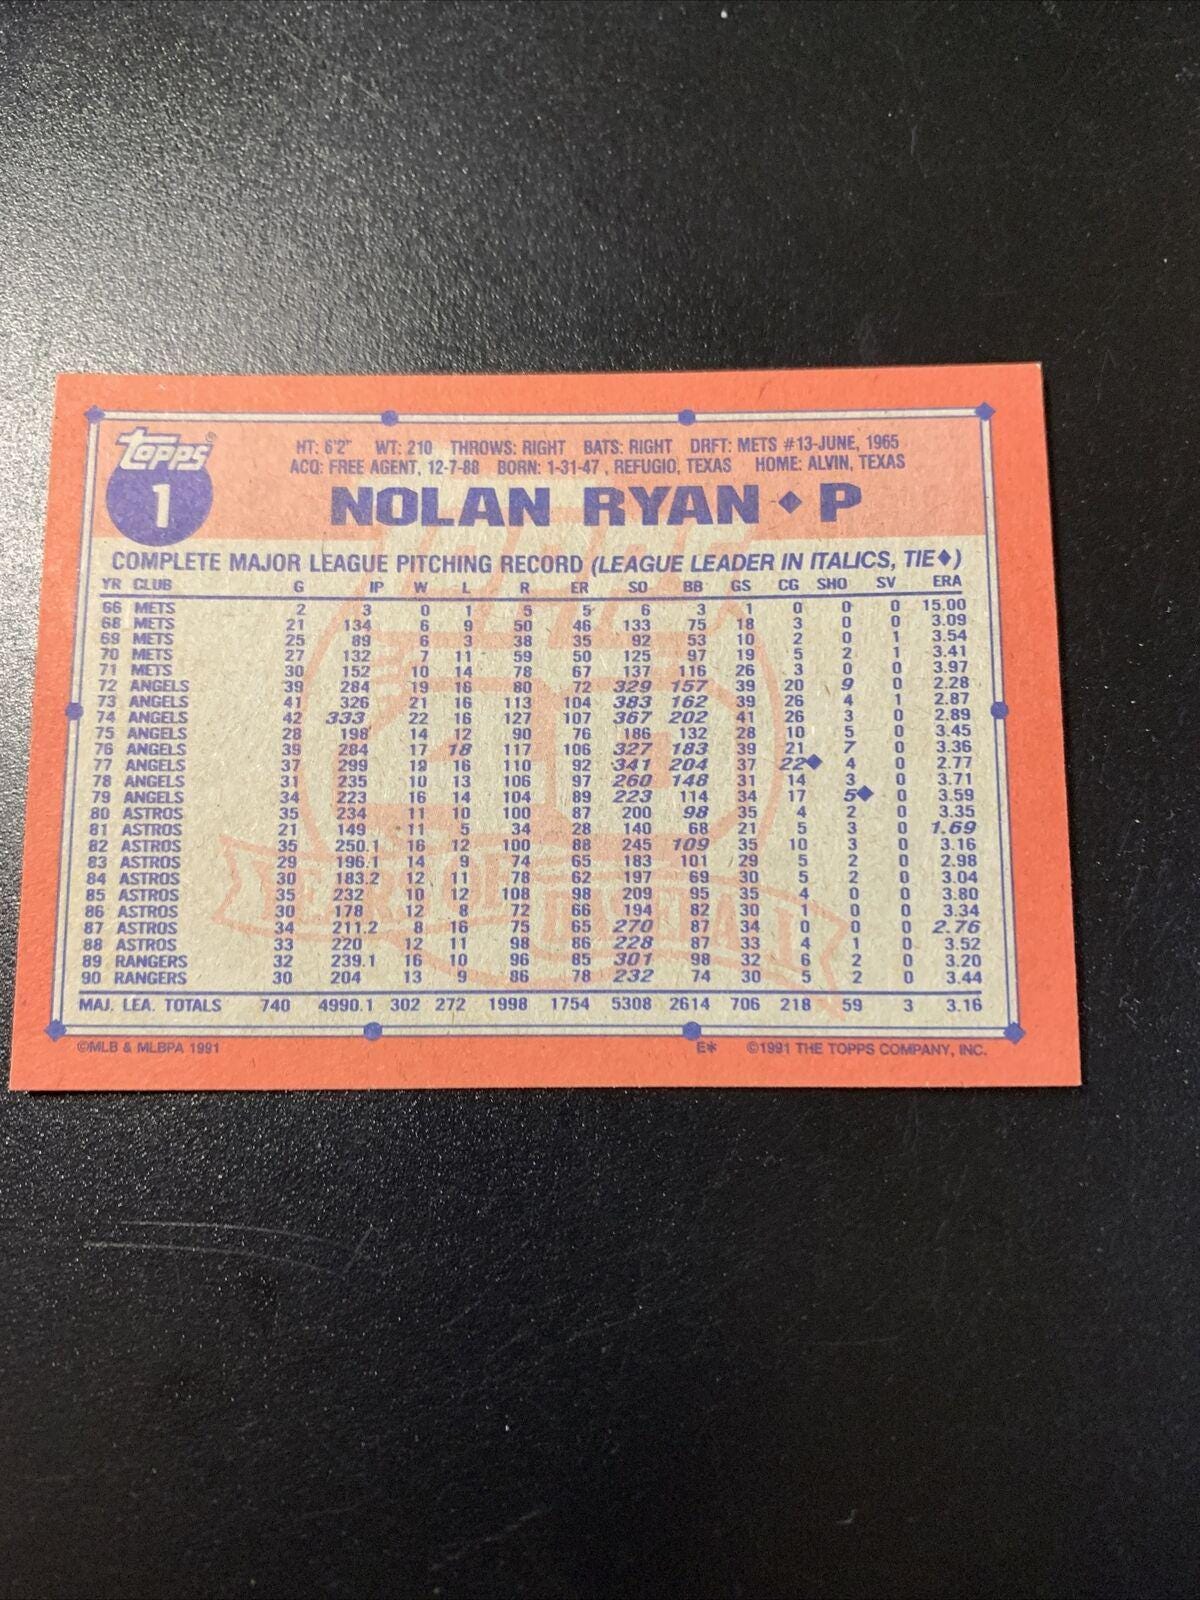 topps®
1
HT: 6'2" WT: 210 THROWS: RIGHT BATS: RIGHT DRFT: METS #13-JUNE, 1965
ACQ: FREE AGENT, 12-7-88 BORN: 1-31-47, REFUGIO, TEXAS HOME: ALVIN, TEXAS
NOLAN RYAN ◆ P
COMPLETE MAJOR LEAGUE PITCHING RECORD (LEAGUE LEADER IN ITALICS, TIE◆)
YR CLUB G IP W L R ER SO BB GS CG SHO SV ERA
66 METS 2 3 0 1 5 5 6 3 1 0 0 0 15.00
68 METS 21 134 6 9 50 46 133 75 18 3 0 0 3.09
69 METS 25 89 6 3 38 35 92 53 10 2 0 1 3.54
70 METS 27 132 7 11 59 50 125 97 19 5 2 1 3.41
71 METS 30 152 10 14 78 67 137 116 26 3 0 0 3.97
72 ANGELS 39 284 19 16 80 72 329 157 39 20 9 0 2.28
73 ANGELS 41 326 21 16 113 104 383 162 39 26 4 1 2.87
74 ANGELS 42 333 22 16 127 107 367 202 41 26 3 0 2.89
75 ANGELS 28 198 14 12 90 76 186 132 28 10 5 0 3.45
76 ANGELS 39 284 17 18 117 106 327 183 39 21 7 0 3.36
77 ANGELS 37 299 19 16 110 92 341 204 37 22◆ 4 0 2.77
78 ANGELS 31 235 10 13 106 97 260 148 31 14 3 0 3.71
79 ANGELS 34 223 16 14 104 89 223 114 34 17 5◆ 0 3.59
80 ASTROS 35 234 11 10 100 87 200 98 35 4 2 0 3.35
81 ASTROS 21 149 11 5 34 28 140 68 21 5 3 0 1.69
82 ASTROS 35 250.1 16 12 100 88 245 109 35 10 3 0 3.16
83 ASTROS 29 196.1 14 9 74 65 183 101 29 5 2 0 2.98
84 ASTROS 30 183.2 12 11 78 62 197 69 30 5 2 0 3.04
85 ASTROS 35 232 10 12 108 98 209 95 35 4 0 0 3.80
86 ASTROS 30 178 12 8 72 66 194 82 30 1 0 0 3.34
87 ASTROS 34 211.2 8 16 75 65 270 87 34 0 0 0 2.76
88 ASTROS 33 220 12 11 98 86 228 87 33 4 1 0 3.52
89 RANGERS 32 239.1 16 10 96 85 301 98 32 6 2 0 3.20
90 RANGERS 30 204 13 9 86 78 232 74 30 5 2 0 3.44
MAJ. LEA. TOTALS 740 4990.1 302 272 1998 1754 5308 2614 706 218 59 3 3.16
©MLB & MLBPA 1991 E* ©1991 THE TOPPS COMPANY, INC.